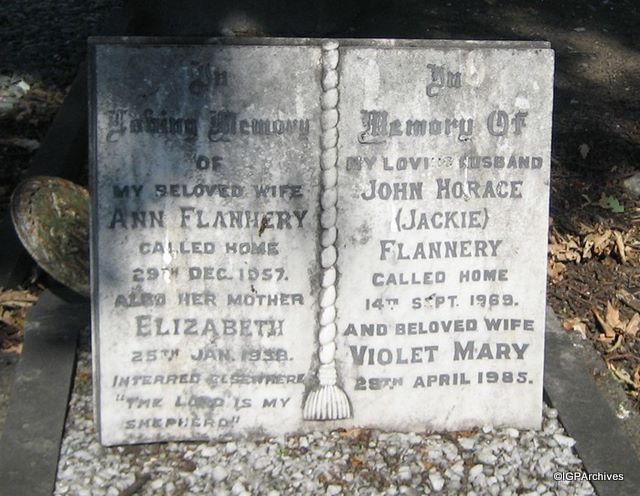 In
Loving Memory
OF
MY BELOVED WIFE
ANN FLANHERY
CALLED HOME
29TH DEC. 1957.
ALSO HER MOTHER
ELIZABETH
25TH JAN. 1938.
INTERRED ELSEWHERE
"THE LORD IS MY
SHEPHERD"
In
Memory Of
MY LOVING HUSBAND
JOHN HORACE
(JACKIE)
FLANNERY
CALLED HOME
14TH SEPT. 1969.
AND BELOVED WIFE
VIOLET MARY
28TH APRIL 1985.
©IGPArchives